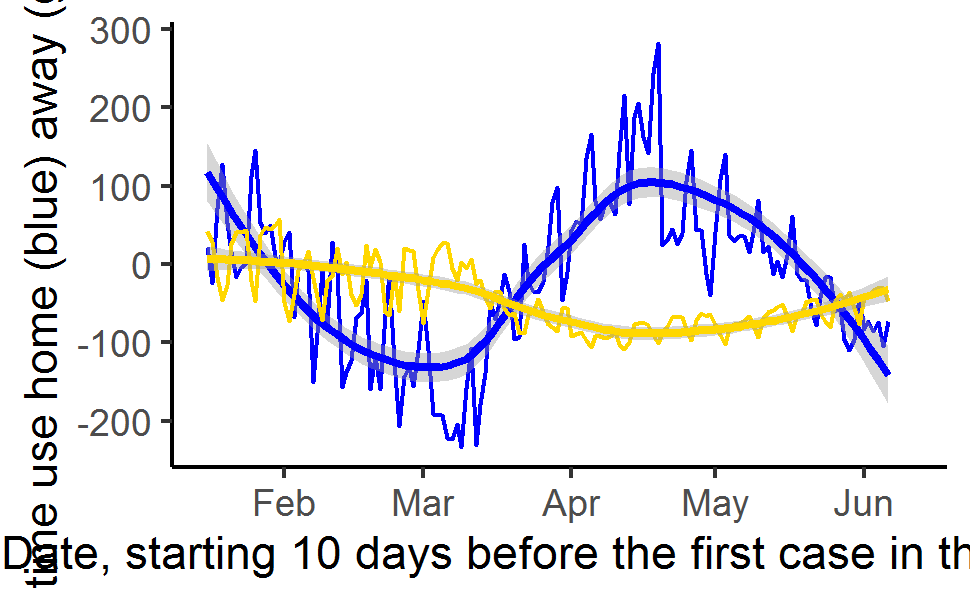 time use home (blue) away (
300
200
100
0
-100
-200
Feb Mar Apr May Jun
Date, starting 10 days before the first case in th